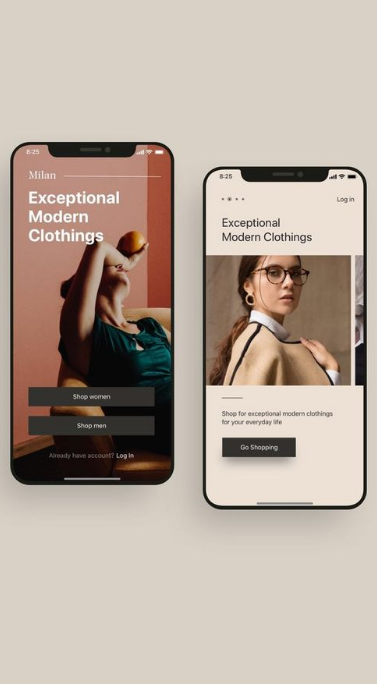 8:25
Milan
Exceptional
Modern
Clothings
Shop women
Shop men
Already have account? Log In
8:25
Log in
Exceptional
Modern Clothings
Shop for exceptional modern clothings
for your everyday life
Go Shopping